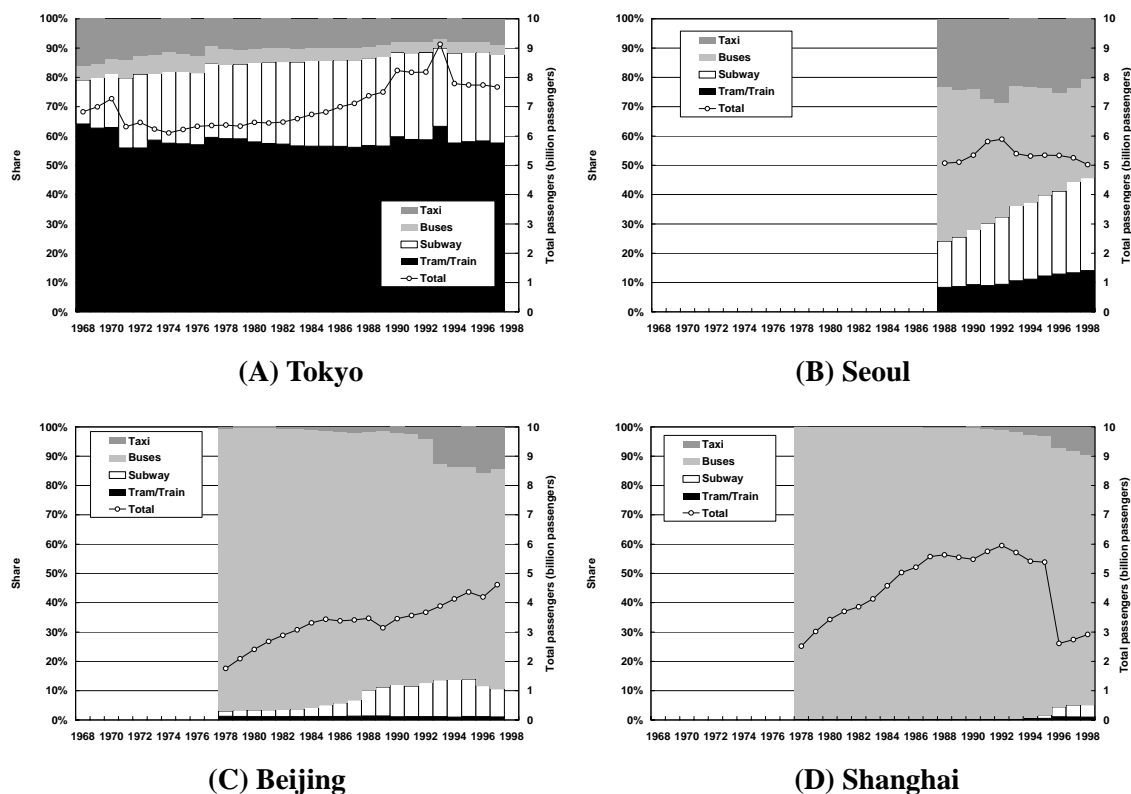 100%
90%
80%
70%
60%
50%
40%
30%
20%
10%
0%
Share
10
9
8
7
6
5
4
3
2
1
0
Total passengers (billion passengers)
Taxi
Buses
Subway
Tram/Train
Total
1968 1970 1972 1974 1976 1978 1980 1982 1984 1986 1988 1990 1992 1994 1996 1998
(A) Tokyo
100%
90%
80%
70%
60%
50%
40%
30%
20%
10%
0%
Share
Taxi
Buses
Subway
Tram/Train
Total
10
9
8
7
6
5
4
3
2
1
0
Total passengers (billion passengers)
1968 1970 1972 1974 1976 1978 1980 1982 1984 1986 1988 1990 1992 1994 1996 1998
(B) Seoul
100%
90%
80%
70%
60%
50%
40%
30%
20%
10%
0%
Share
Taxi
Buses
Subway
Tram/Train
Total
10
9
8
7
6
5
4
3
2
1
0
Total passengers (billion passengers)
1968 1970 1972 1974 1976 1978 1980 1982 1984 1986 1988 1990 1992 1994 1996 1998
(C) Beijing
100%
90%
80%
70%
60%
50%
40%
30%
20%
10%
0%
Share
Taxi
Buses
Subway
Tram/Train
Total
10
9
8
7
6
5
4
3
2
1
0
Total passengers (billion passengers)
1968 1970 1972 1974 1976 1978 1980 1982 1984 1986 1988 1990 1992 1994 1996 1998
(D) Shanghai